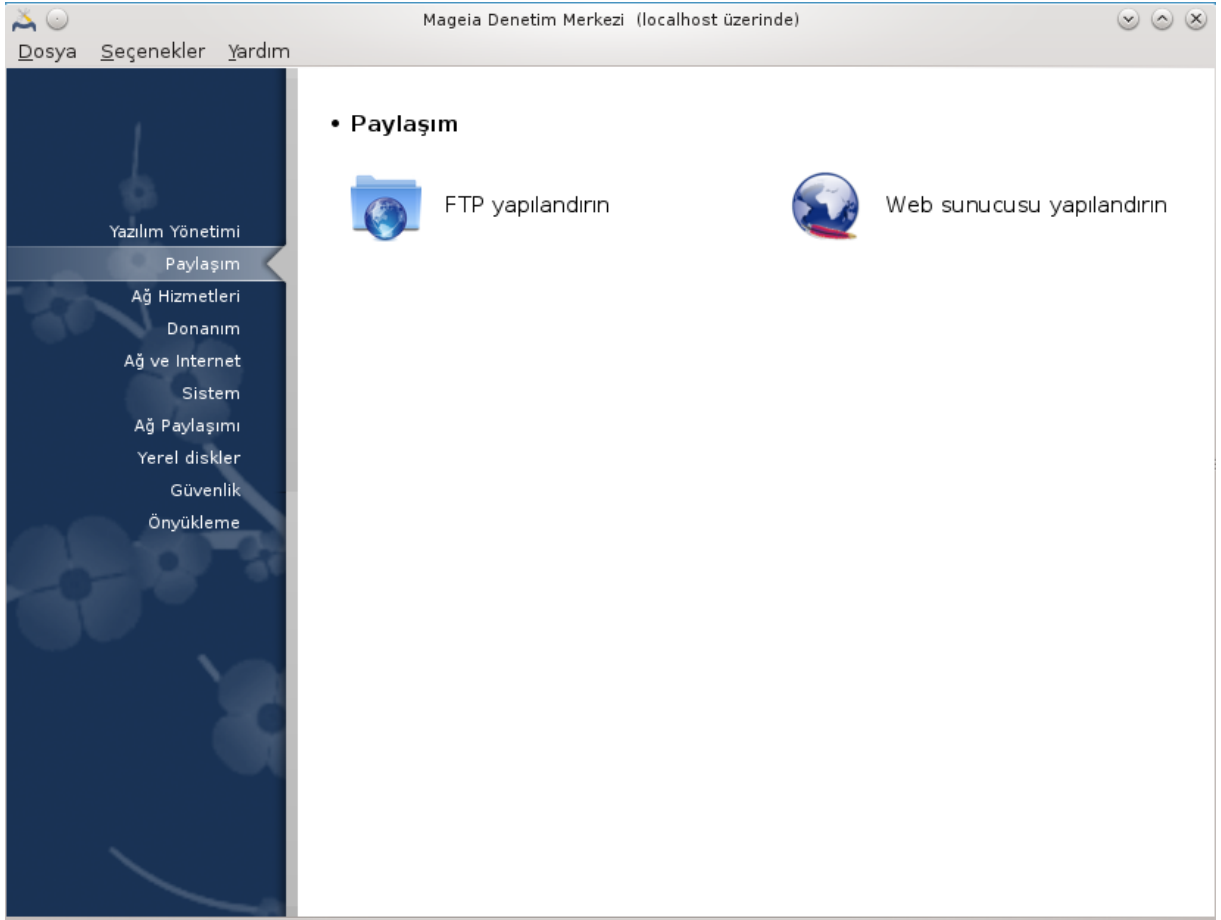 Mageia Denetim Merkezi (localhost üzerinde)
Dosya Seçenekler Yardım
Yazılım Yönetimi
Paylaşım
Ağ Hizmetleri
Donanım
Ağ ve Internet
Sistem
Ağ Paylaşımı
Yerel diskler
Güvenlik
Önyükleme
• Paylaşım
FTP yapılandırın
Web sunucusu yapılandırın